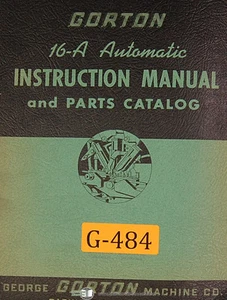 GORTON
16-A Automatic
INSTRUCTION MANUAL
and PARTS CATALOG
G-484
GEORGE GORTON MACHINE CO.